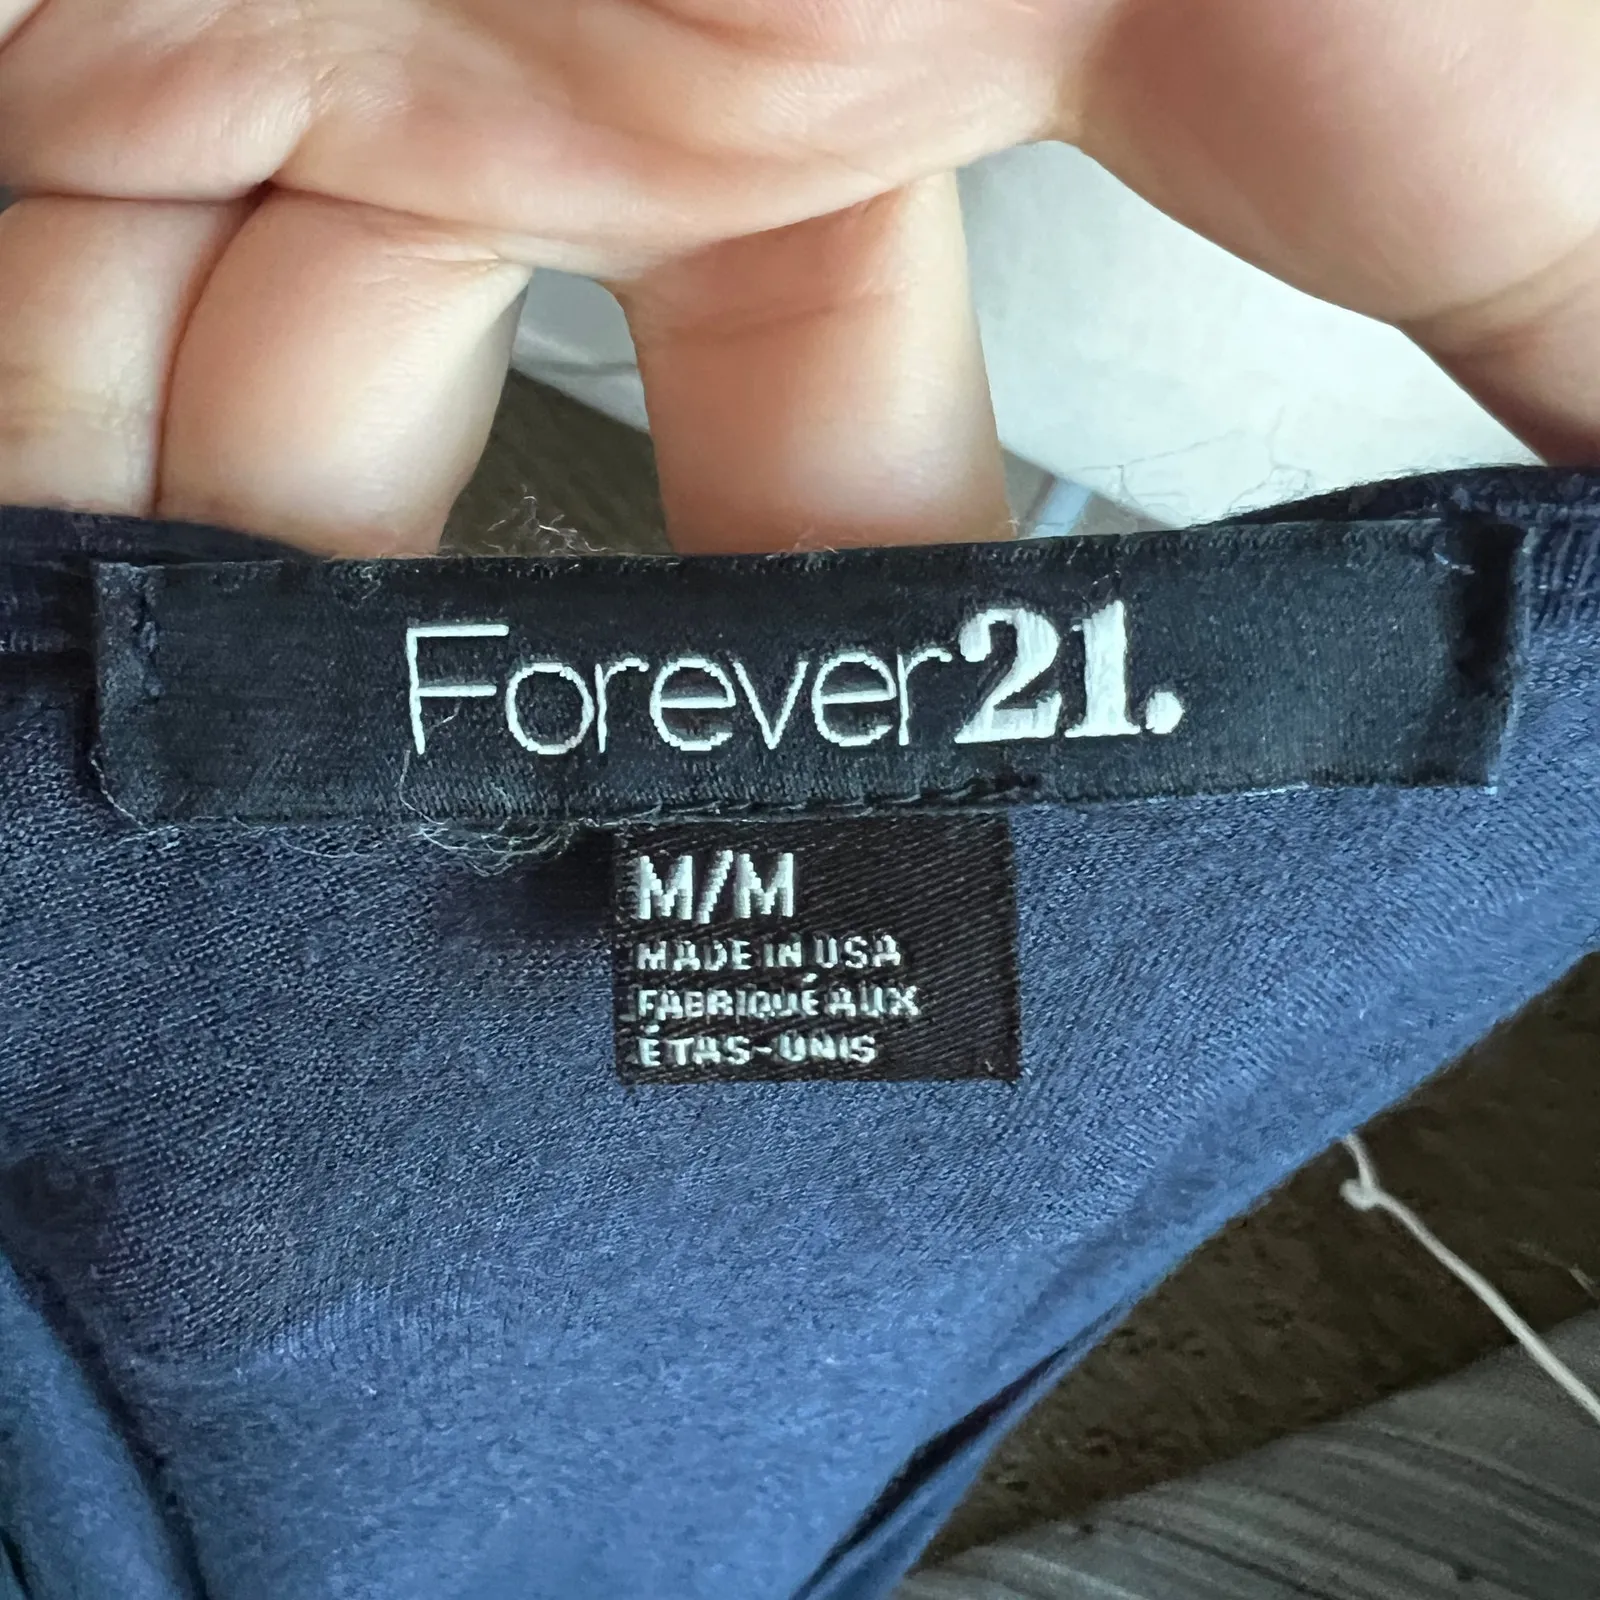 Forever21.
M/M
MADE IN USA
FABRIQUÉ AUX
ÉTAS-UNIS